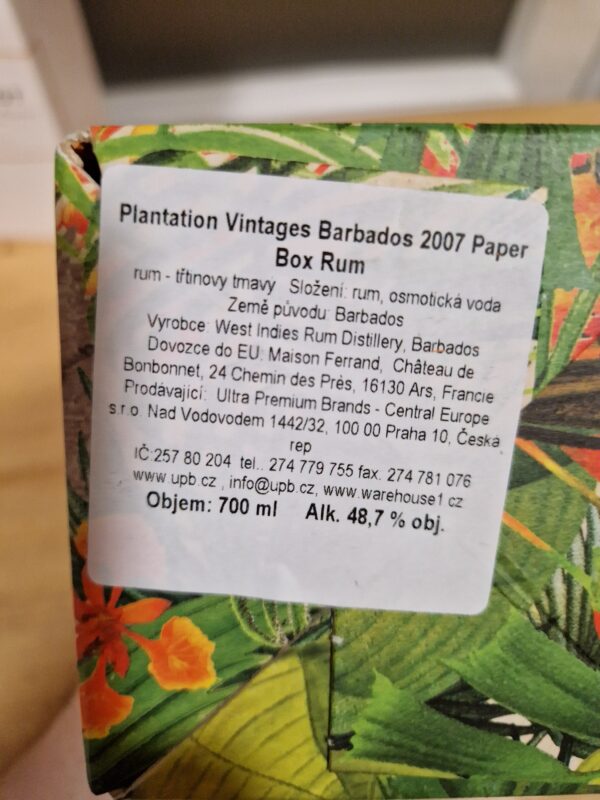 Plantation Vintages Barbados 2007 Paper
Box Rum
rum - třtinovy tmavý Složení: rum, osmotická voda
Země původu: Barbados
Vyrobce: West Indies Rum Distillery, Barbados
Dovozce do EU: Maison Ferrand, Château de
Bonbonnet, 24 Chemin des Près, 16130 Ars, Francie
Prodávající: Ultra Premium Brands - Central Europe
s.r.o. Nad Vodovodem 1442/32, 100 00 Praha 10, Česká
rep
IČ:257 80 204 tel.. 274 779 755 fax. 274 781 076
www.upb.cz , info@upb.cz, www.warehouse1.cz
Objem: 700 ml Alk. 48,7 % obj.